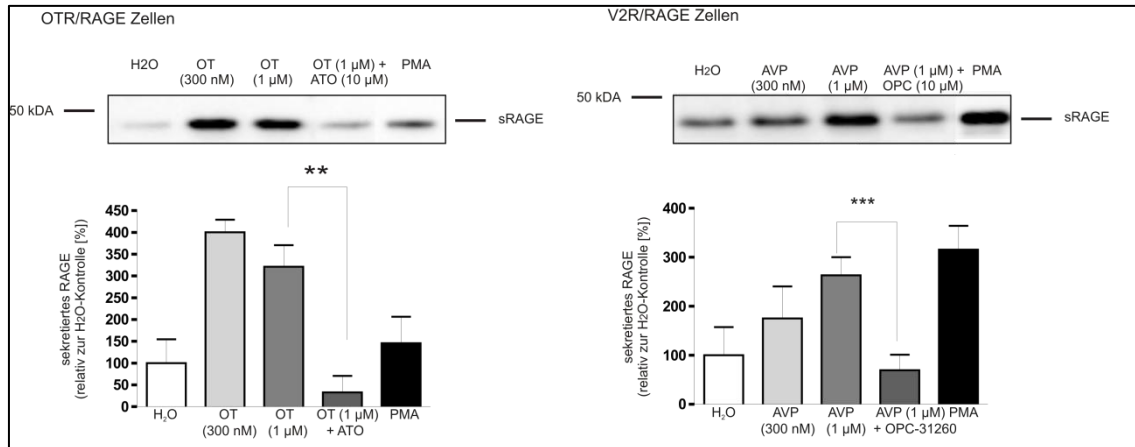 OTR/RAGE Zellen
H2O OT OT OT (1 µM) + PMA
(300 nM) (1 µM) ATO (10 µM)
50 kDA
sRAGE
**
sekretiertes RAGE
(relativ zur H2O-Kontrolle [%])
450
400
350
300
250
200
150
100
50
0
H₂O OT OT OT (1 µM) PMA
(300 nM) (1 µM) + ATO
V2R/RAGE Zellen
H2O AVP AVP AVP (1 µM) + PMA
(300 nM) (1 µM) OPC (10 µM)
50 kDA
sRAGE
***
sekretiertes RAGE
(relativ zur H2O-Kontrolle [%])
400
300
200
100
0
H₂O AVP AVP AVP (1 µM) PMA
(300 nM) (1 µM) + OPC-31260